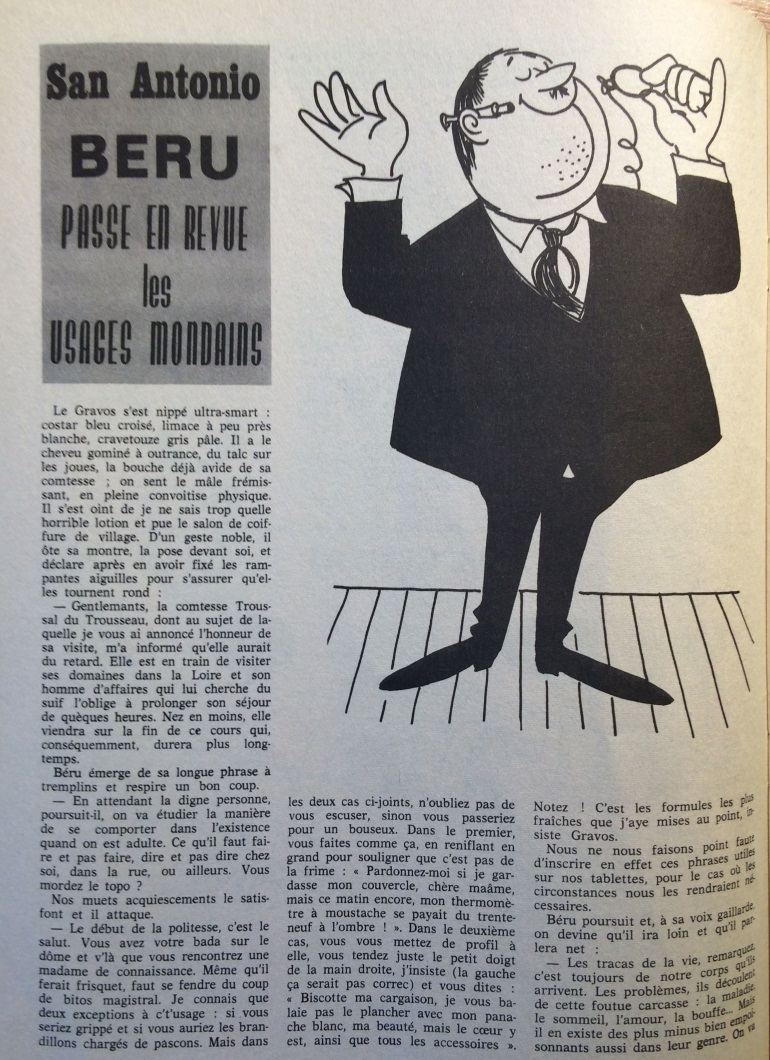 San Antonio
BERU
PASSE EN REVUE
les
USAGES MONDAINS
Le Gravos s'est nippé ultra-smart :
costar bleu croisé, limace à peu près
blanche, cravetouze gris pâle. Il a le
cheveu gominé à outrance, du talc sur
les joues, la bouche déjà avide de sa
comtesse ; on sent le mâle frémis-
sant, en pleine convoitise physique.
Il s'est oint de je ne sais trop quelle
horrible lotion et pue le salon de coif-
fure de village. D'un geste noble, il
ôte sa montre, la pose devant soi, et
déclare après en avoir fixé les ram-
pantes aiguilles pour s'assurer qu'el-
les tournent rond :
— Gentlemants, la comtesse Trous-
sal du Trousseau, dont au sujet de la-
quelle je vous ai annoncé l'honneur de
sa visite, m'a informé qu'elle aurait
du retard. Elle est en train de visiter
ses domaines dans la Loire et son
homme d'affaires qui lui cherche du
suif l'oblige à prolonger son séjour
de quèques heures. Nez en moins, elle
viendra sur la fin de ce cours qui,
conséquemment, durera plus long-
temps.
Béru émerge de sa longue phrase à
tremplins et respire un bon coup.
— En attendant la digne personne,
poursuit-il, on va étudier la manière
de se comporter dans l'existence
quand on est adulte. Ce qu'il faut fai-
re et pas faire, dire et pas dire chez
soi, dans la rue, ou ailleurs. Vous
mordez le topo ?
Nos muets acquiescements le satis-
font et il attaque.
— Le début de la politesse, c'est le
salut. Vous avez votre bada sur le
dôme et v'là que vous rencontrez une
madame de connaissance. Même qu'il
ferait frisquet, faut se fendre du coup
de bitos magistral. Je connais que
deux exceptions à c't'usage : si vous
seriez grippé et si vous auriez les bran-
dillons chargés de pascons. Mais dans
les deux cas ci-joints, n'oubliez pas de
vous escuser, sinon vous passeriez
pour un bouseux. Dans le premier,
vous faites comme ça, en reniflant en
grand pour souligner que c'est pas de
la frime : « Pardonnez-moi si je gar-
dasse mon couvercle, chère maâme,
mais ce matin encore, mon thermomè-
tre à moustache se payait du trente-
neuf à l'ombre ! ». Dans le deuxième
cas, vous vous mettez de profil à
elle, vous tendez juste le petit doigt
de la main droite, j'insiste (la gauche
ça serait pas correc) et vous dites :
« Biscotte ma cargaison, je vous ba-
laie pas le plancher avec mon pana-
che blanc, ma beauté, mais le cœur y
est, ainsi que tous les accessoires ».
Notez ! C'est les formules les plus
fraîches que j'aye mises au point, in-
siste Gravos.
Nous ne nous faisons point faute
d'inscrire en effet ces phrases utiles
sur nos tablettes, pour le cas où les
circonstances nous les rendraient né-
cessaires.
Béru poursuit et, à sa voix gaillarde,
on devine qu'il ira loin et qu'il par-
lera net :
— Les tracas de la vie, remarquez,
c'est toujours de notre corps qu'ils
arrivent. Les problèmes, ils découlent
de cette foutue carcasse : la maladie,
le sommeil, l'amour, la bouffe... Mais
il en existe des plus minus bien empoi-
sonnants aussi dans leur genre. On va